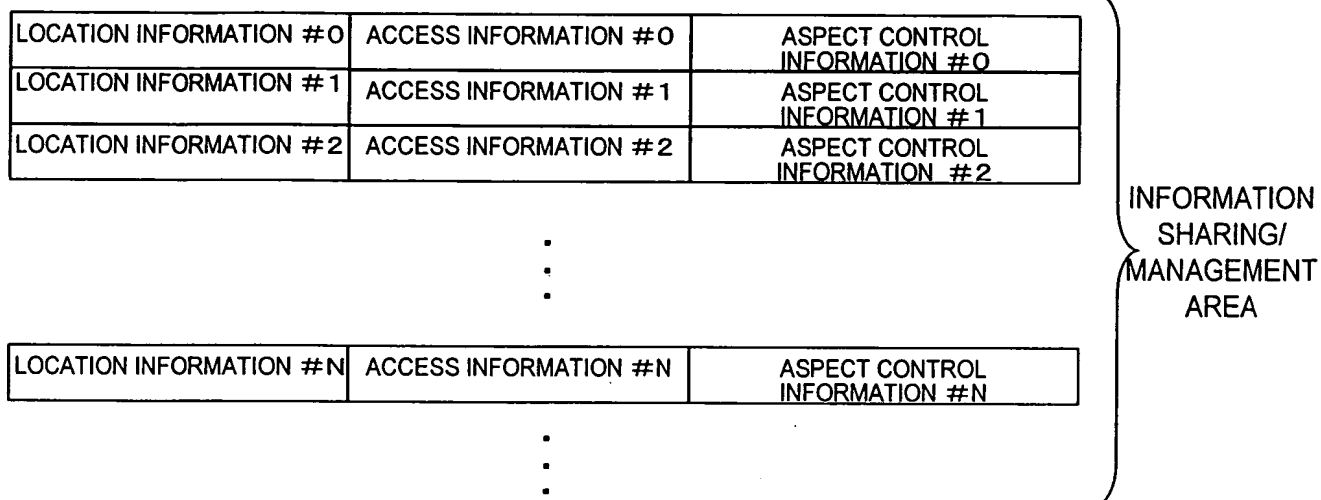 LOCATION INFORMATION #0 ACCESS INFORMATION #0 ASPECT CONTROL
INFORMATION #0
LOCATION INFORMATION #1 ACCESS INFORMATION #1 ASPECT CONTROL
INFORMATION #1
LOCATION INFORMATION #2 ACCESS INFORMATION #2 ASPECT CONTROL
INFORMATION #2
INFORMATION
SHARING/
MANAGEMENT
AREA
LOCATION INFORMATION #N ACCESS INFORMATION #N ASPECT CONTROL
INFORMATION #N